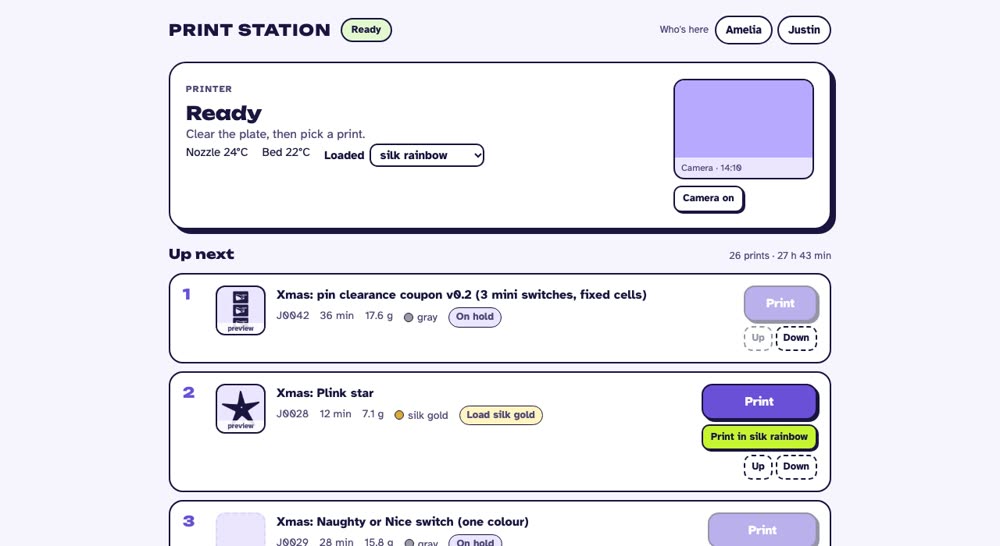 PRINT STATION Ready Who's here Amelia Justin
PRINTER
Ready
Clear the plate, then pick a print.
Nozzle 24°C Bed 22°C Loaded silk rainbow
Camera · 14:10
Camera on
Up next 26 prints · 27 h 43 min
1 Xmas: pin clearance coupon v0.2 (3 mini switches, fixed cells) Print
preview J0042 36 min 17.6 g gray On hold
Up Down
2 Xmas: Plink star Print
preview J0028 12 min 7.1 g silk gold Load silk gold
Print in silk rainbow
Up Down
3 Xmas: Naughty or Nice switch (one colour) Print
J0029 28 min 15.8 g gray On hold